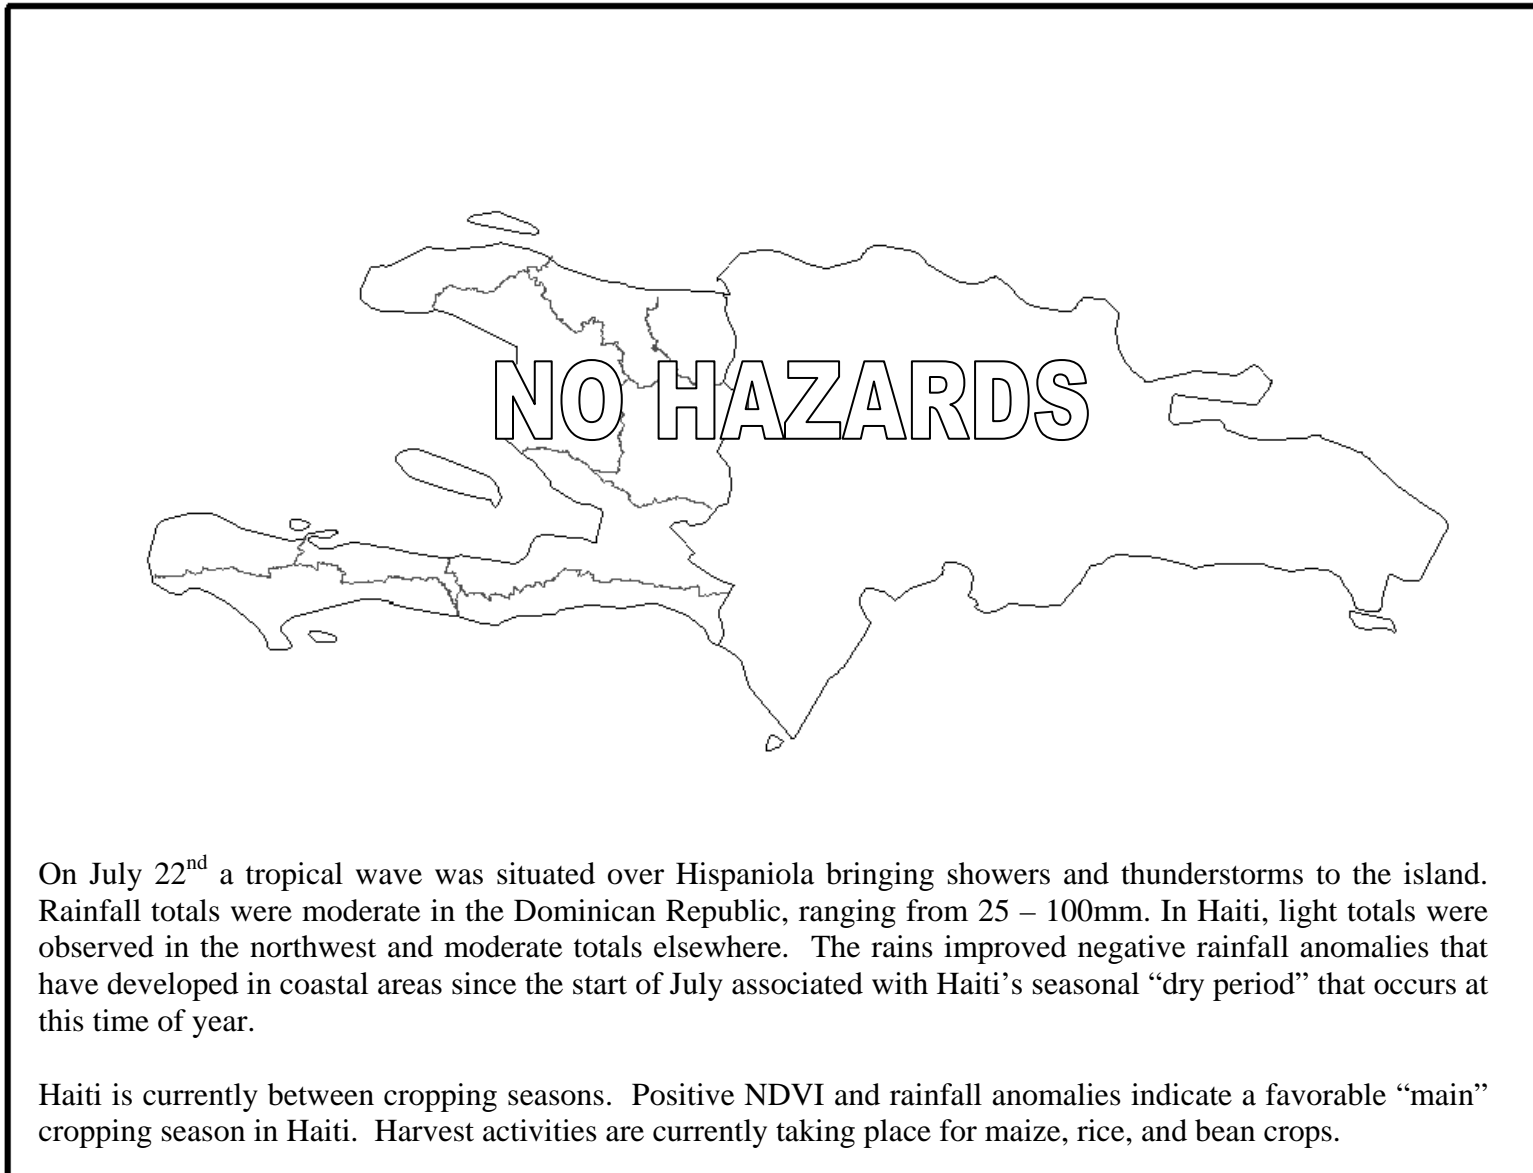 NO HAZARDS
On July 22nd a tropical wave was situated over Hispaniola bringing showers and thunderstorms to the island.
Rainfall totals were moderate in the Dominican Republic, ranging from 25 – 100mm. In Haiti, light totals were
observed in the northwest and moderate totals elsewhere.  The rains improved negative rainfall anomalies that
have developed in coastal areas since the start of July associated with Haiti’s seasonal “dry period” that occurs at
this time of year.
Haiti is currently between cropping seasons.  Positive NDVI and rainfall anomalies indicate a favorable “main”
cropping season in Haiti.  Harvest activities are currently taking place for maize, rice, and bean crops.